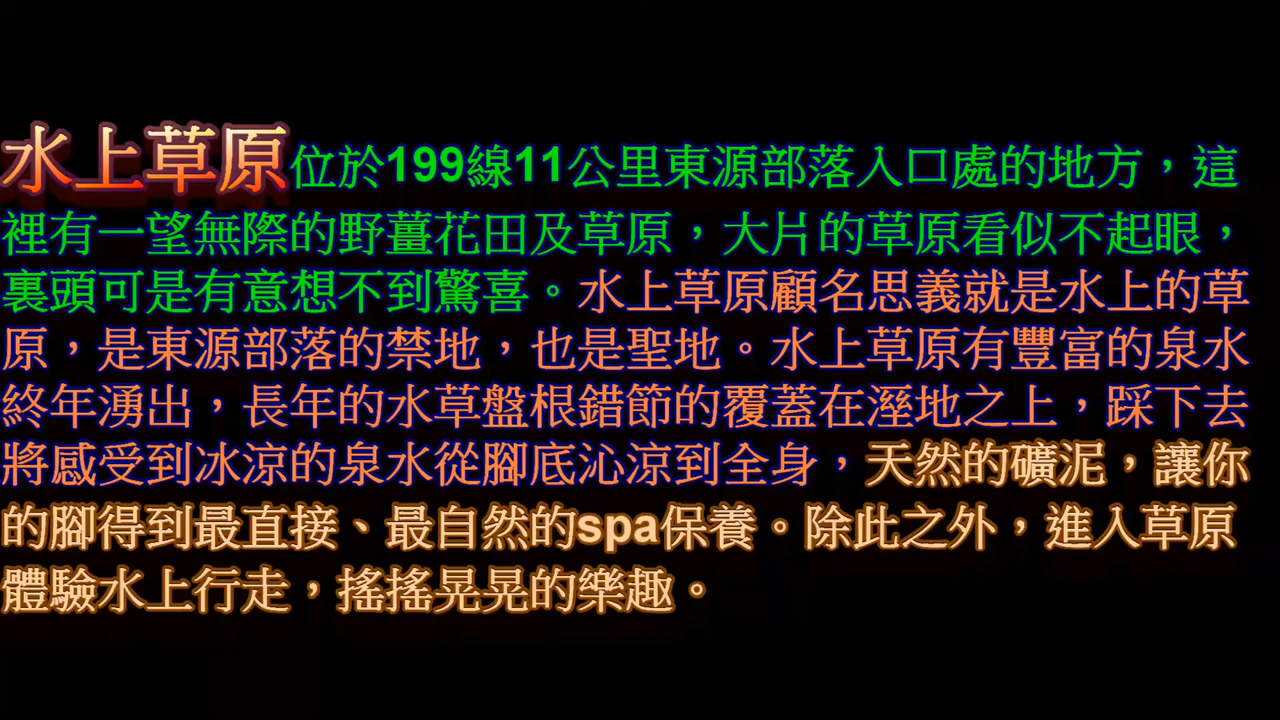 水上草原位於199線11公里東源部落入口處的地方，這
裡有一望無際的野薑花田及草原，大片的草原看似不起眼，
裏頭可是有意想不到驚喜。水上草原顧名思義就是水上的草
原，是東源部落的禁地，也是聖地。水上草原有豐富的泉水
終年湧出，長年的水草盤根錯節的覆蓋在溼地之上，踩下去
將感受到冰涼的泉水從腳底沁涼到全身，天然的礦泥，讓你
的腳得到最直接、最自然的spa保養。除此之外，進入草原
體驗水上行走，搖搖晃晃的樂趣。